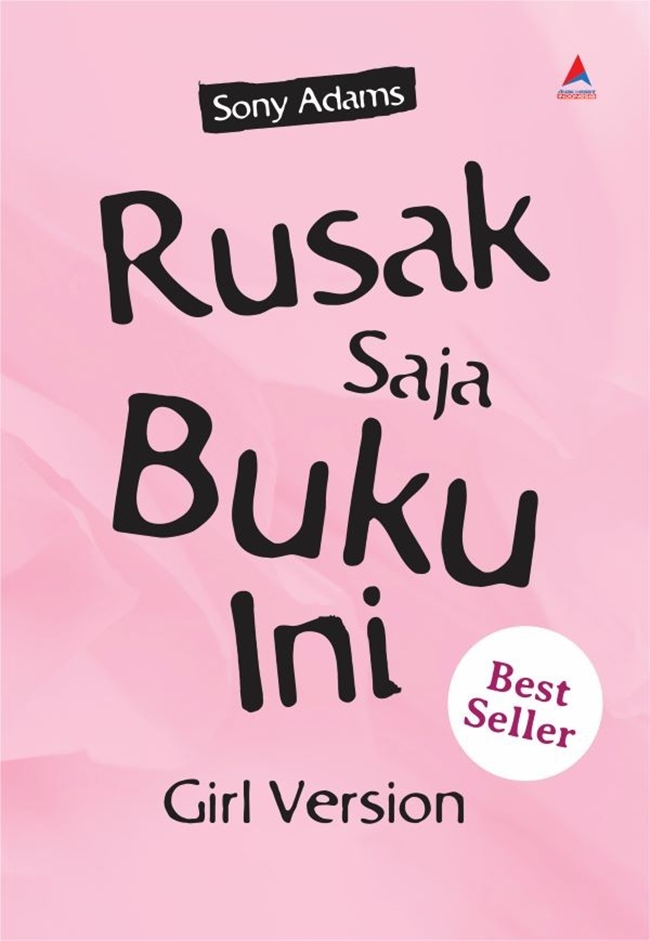 Sony Adams
Rusak
Saja
Buku
Ini
Best
Seller
Girl Version